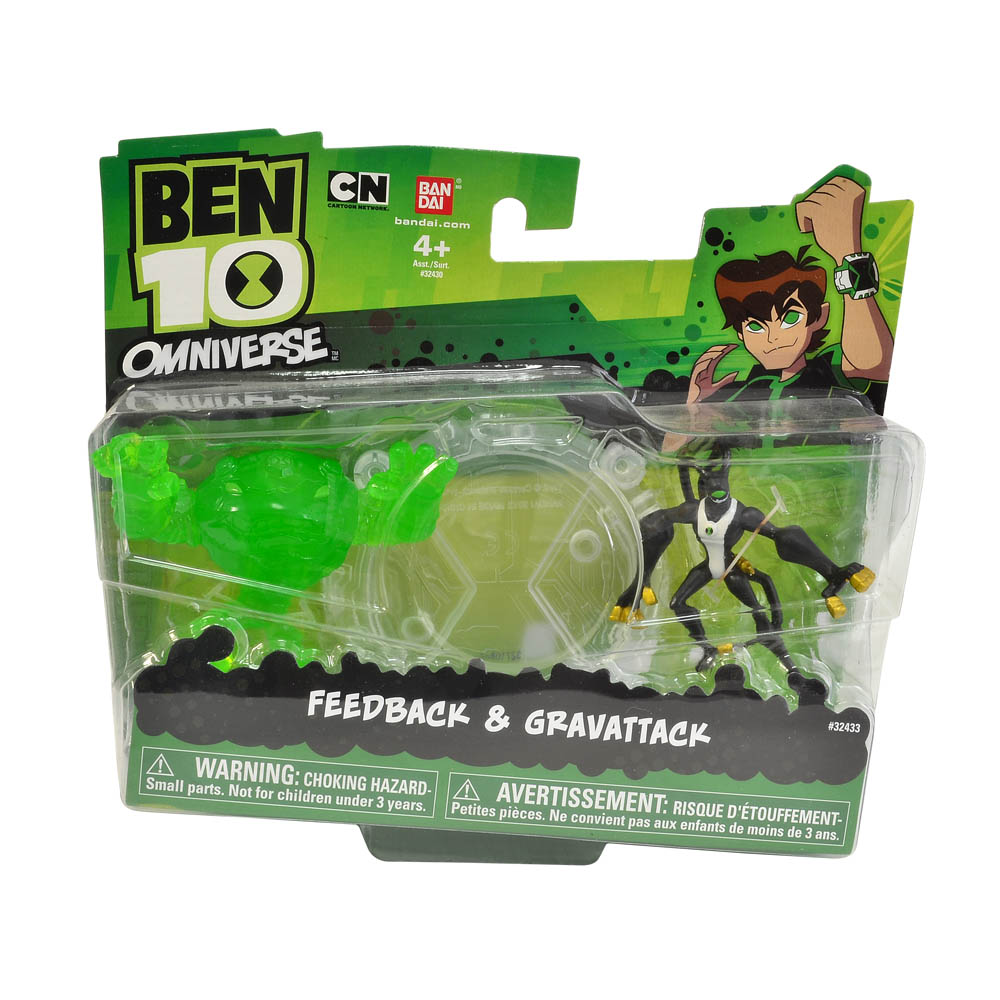 BEN
10
OMNIVERSE TM MC
CN
CARTOON NETWORK.
BAN
DAI
bandai.com
4+
Asst./Surt.
#32430
FEEDBACK & GRAVATTACK
#32433
WARNING: CHOKING HAZARD-
Small parts. Not for children under 3 years.
AVERTISSEMENT: RISQUE D'ÉTOUFFEMENT-
Petites pièces. Ne convient pas aux enfants de moins de 3 ans.